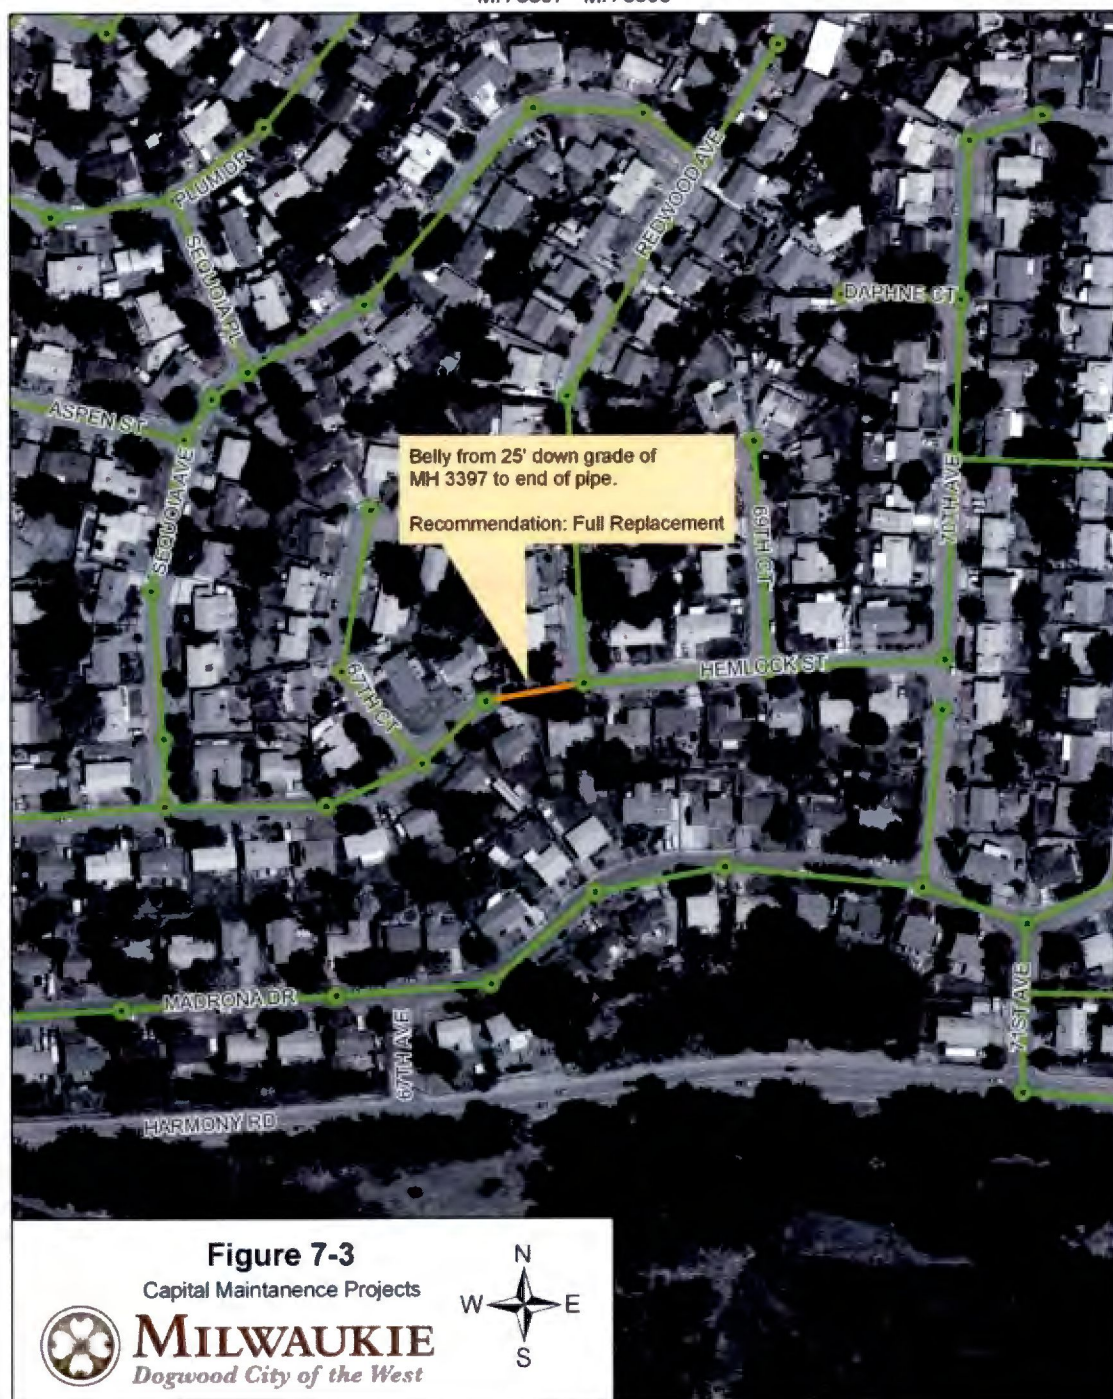 PLUM DR
REDWOOD AVE
SEQUOIA PL
DAPHNE CT
ASPEN ST
SEQUOIA AVE
Belly from 25' down grade of
MH 3397 to end of pipe.
Recommendation: Full Replacement
70TH AVE
69TH CT
HEMLOCK ST
67TH CT
MADRONA DR
67TH AVE
71ST AVE
HARMONY RD
Figure 7-3
Capital Maintanence Projects
MILWAUKIE
Dogwood City of the West
N
W
E
S